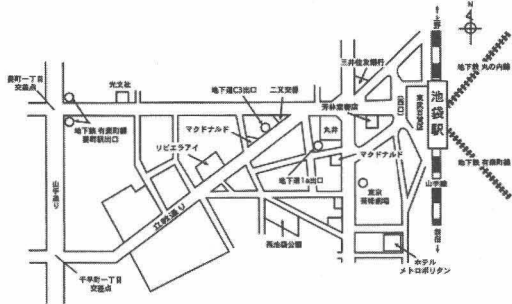 N
上野
三井住友銀行
地下鉄 丸の内線
要町一丁目
交差点
光文社
地下道C3出口
二又交番
芳林堂書店
西口
東武百貨店
池袋駅
地下鉄 有楽町線
要町駅出口
マクドナルド
丸井
マクドナルド
リビエラアイ
地下道1a出口
地下鉄 有楽町線
山手通り
立教通り
東京
芸術劇場
山手線
新宿
西池袋公園
千早町一丁目
交差点
ホテル
メトロポリタン